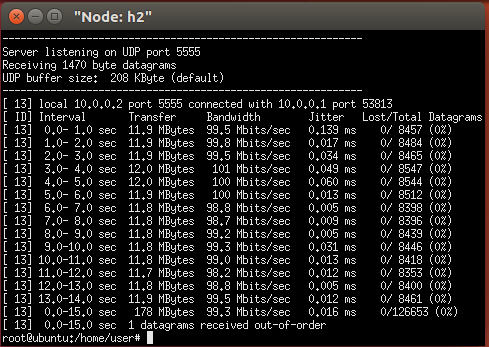 "Node: h2"
------------------------------------------------------------
Server listening on UDP port 5555
Receiving 1470 byte datagrams
UDP buffer size:  208 KByte (default)
------------------------------------------------------------
[ 13] local 10.0.0.2 port 5555 connected with 10.0.0.1 port 53813
[ ID] Interval       Transfer     Bandwidth        Jitter   Lost/Total Datagrams
[ 13]  0.0- 1.0 sec  11.9 MBytes  99.5 Mbits/sec   0.139 ms    0/ 8457 (0%)
[ 13]  1.0- 2.0 sec  11.9 MBytes  99.8 Mbits/sec   0.017 ms    0/ 8484 (0%)
[ 13]  2.0- 3.0 sec  11.9 MBytes  99.5 Mbits/sec   0.034 ms    0/ 8465 (0%)
[ 13]  3.0- 4.0 sec  12.0 MBytes   101 Mbits/sec   0.049 ms    0/ 8547 (0%)
[ 13]  4.0- 5.0 sec  12.0 MBytes   100 Mbits/sec   0.060 ms    0/ 8544 (0%)
[ 13]  5.0- 6.0 sec  11.9 MBytes   100 Mbits/sec   0.013 ms    0/ 8512 (0%)
[ 13]  6.0- 7.0 sec  11.8 MBytes  98.8 Mbits/sec   0.005 ms    0/ 8398 (0%)
[ 13]  7.0- 8.0 sec  11.8 MBytes  98.7 Mbits/sec   0.009 ms    0/ 8396 (0%)
[ 13]  8.0- 9.0 sec  11.8 MBytes  99.2 Mbits/sec   0.005 ms    0/ 8439 (0%)
[ 13]  9.0-10.0 sec  11.8 MBytes  99.3 Mbits/sec   0.031 ms    0/ 8446 (0%)
[ 13] 10.0-11.0 sec  11.8 MBytes  99.0 Mbits/sec   0.013 ms    0/ 8418 (0%)
[ 13] 11.0-12.0 sec  11.7 MBytes  98.2 Mbits/sec   0.012 ms    0/ 8353 (0%)
[ 13] 12.0-13.0 sec  11.8 MBytes  98.8 Mbits/sec   0.005 ms    0/ 8400 (0%)
[ 13] 13.0-14.0 sec  11.9 MBytes  99.5 Mbits/sec   0.012 ms    0/ 8461 (0%)
[ 13]  0.0-15.0 sec   178 MBytes  99.3 Mbits/sec   0.016 ms    0/126653 (0%)
[ 13]  0.0-15.0 sec  1 datagrams received out-of-order
root@ubuntu:/home/user#